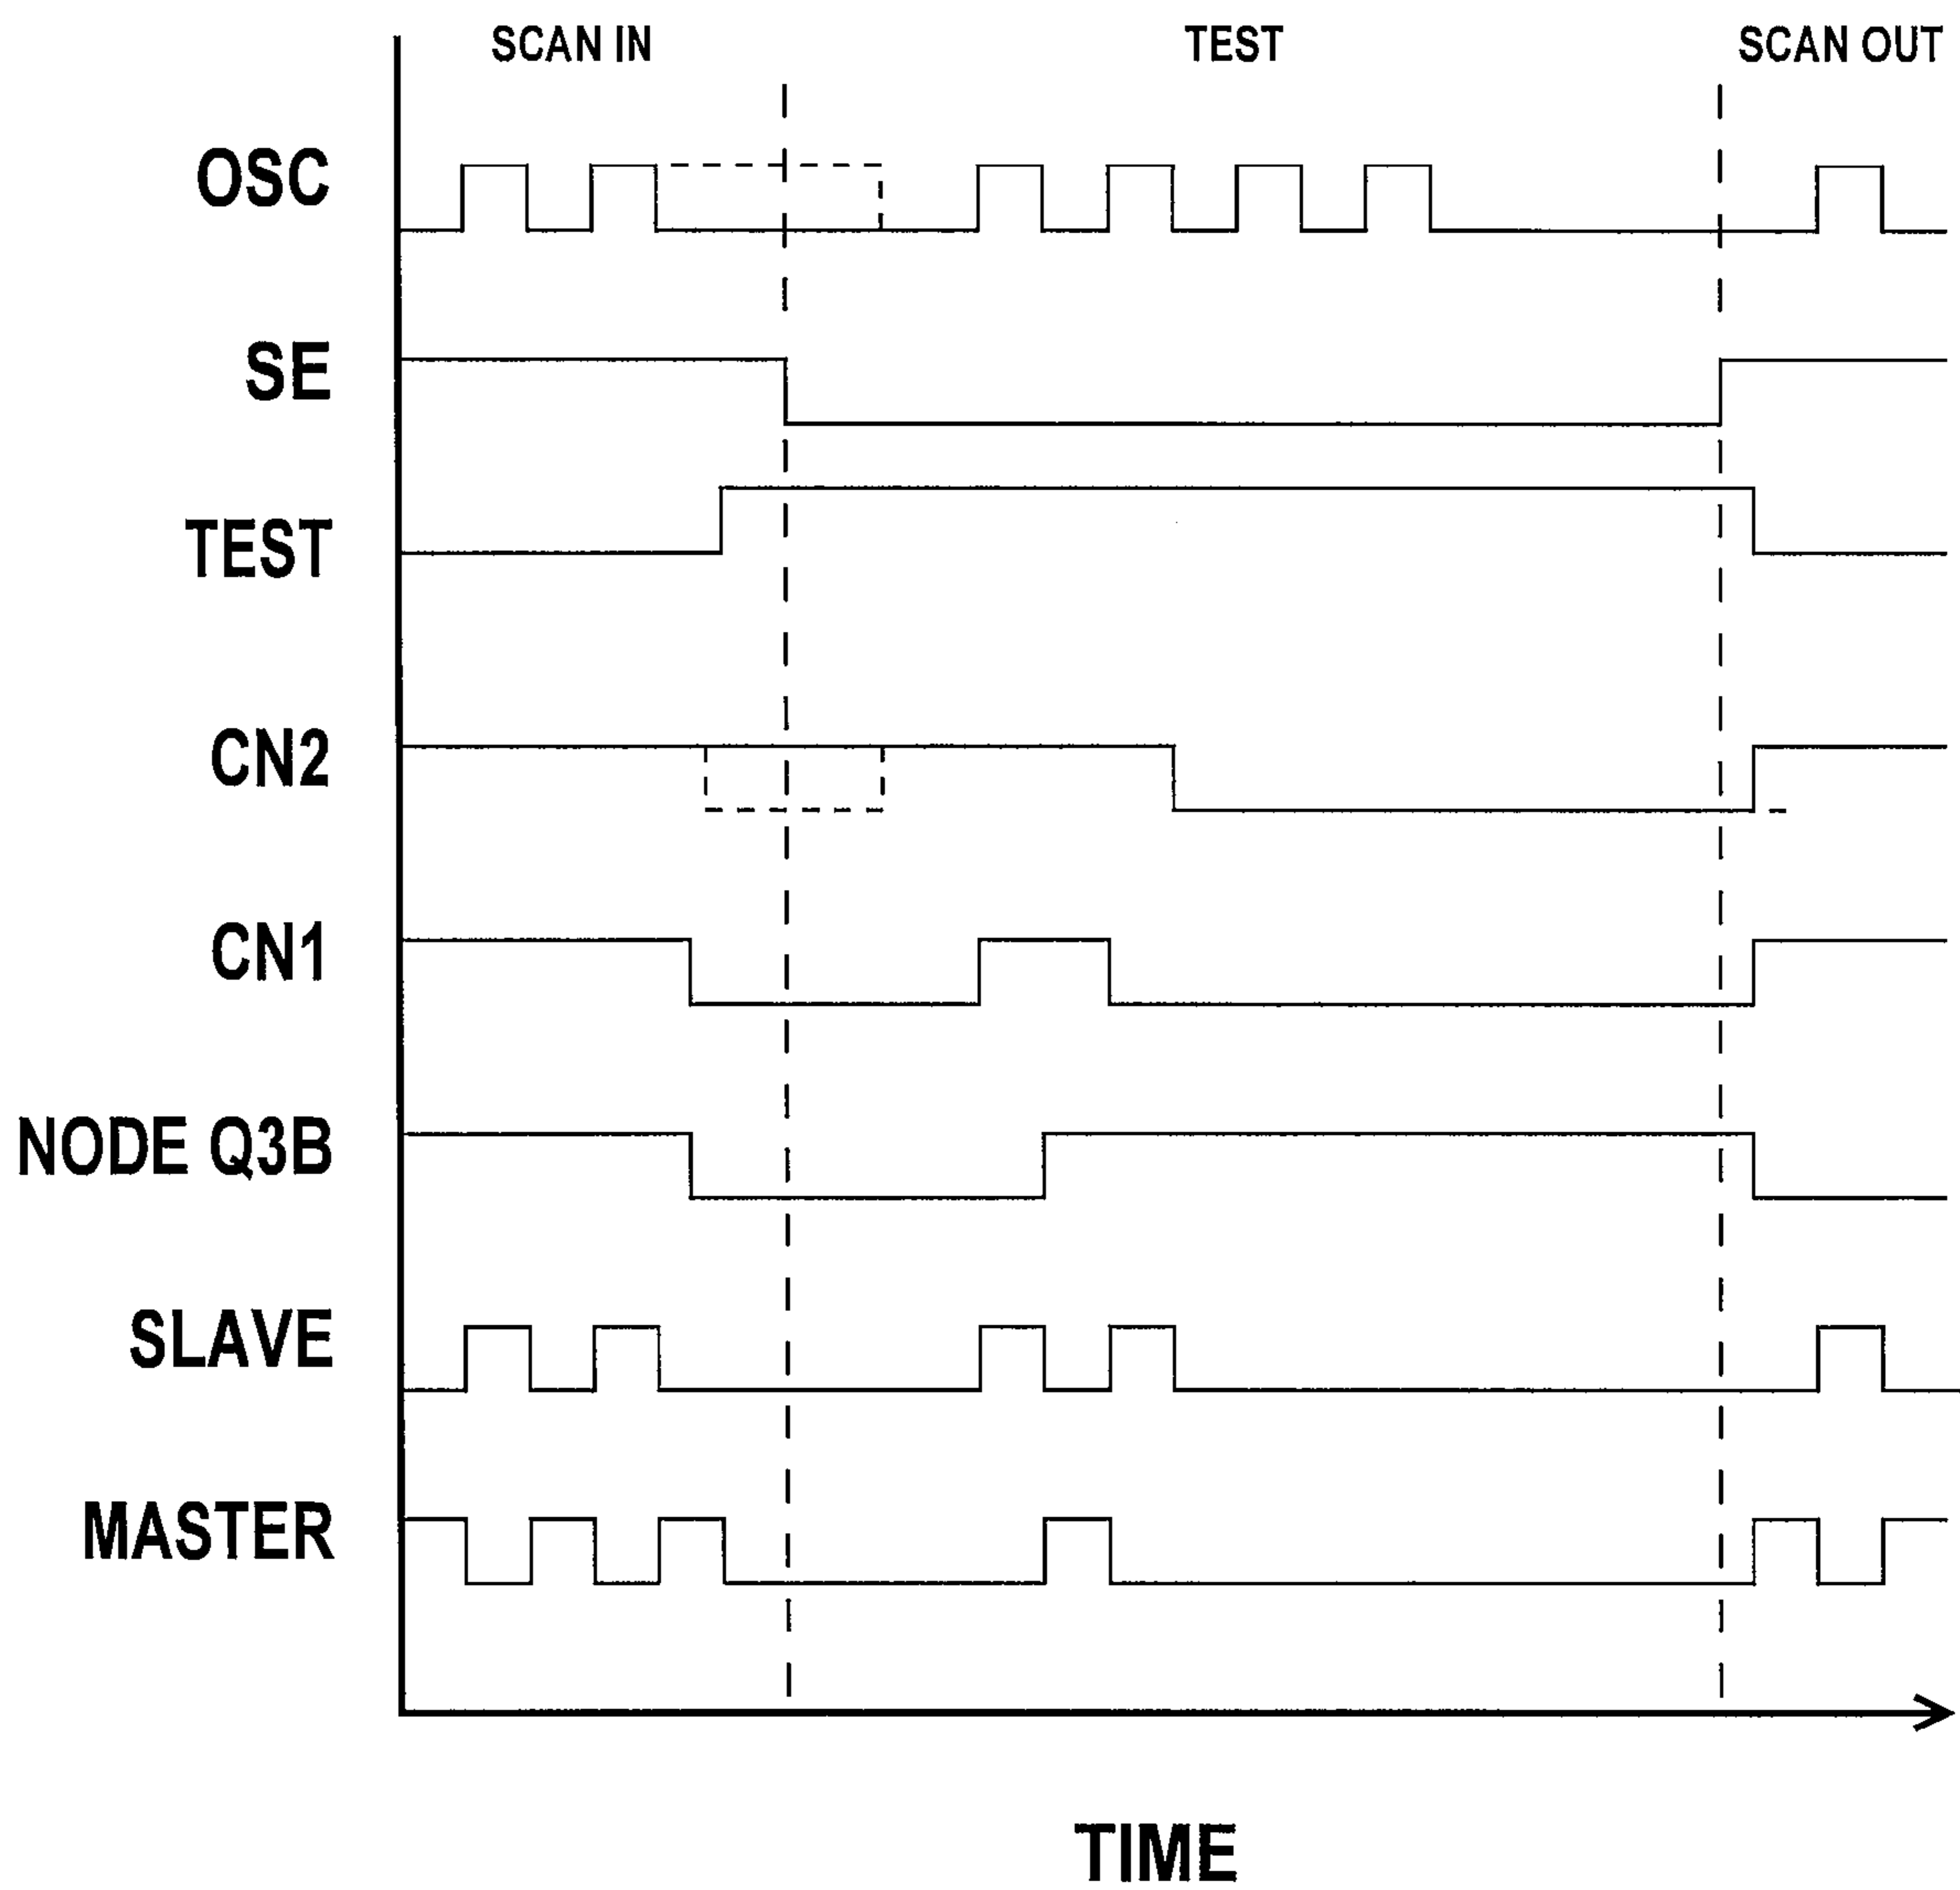 SCAN IN
TEST
SCAN OUT
OSC
SE
TEST
CN2
CN1
NODE Q3B
SLAVE
MASTER
TIME